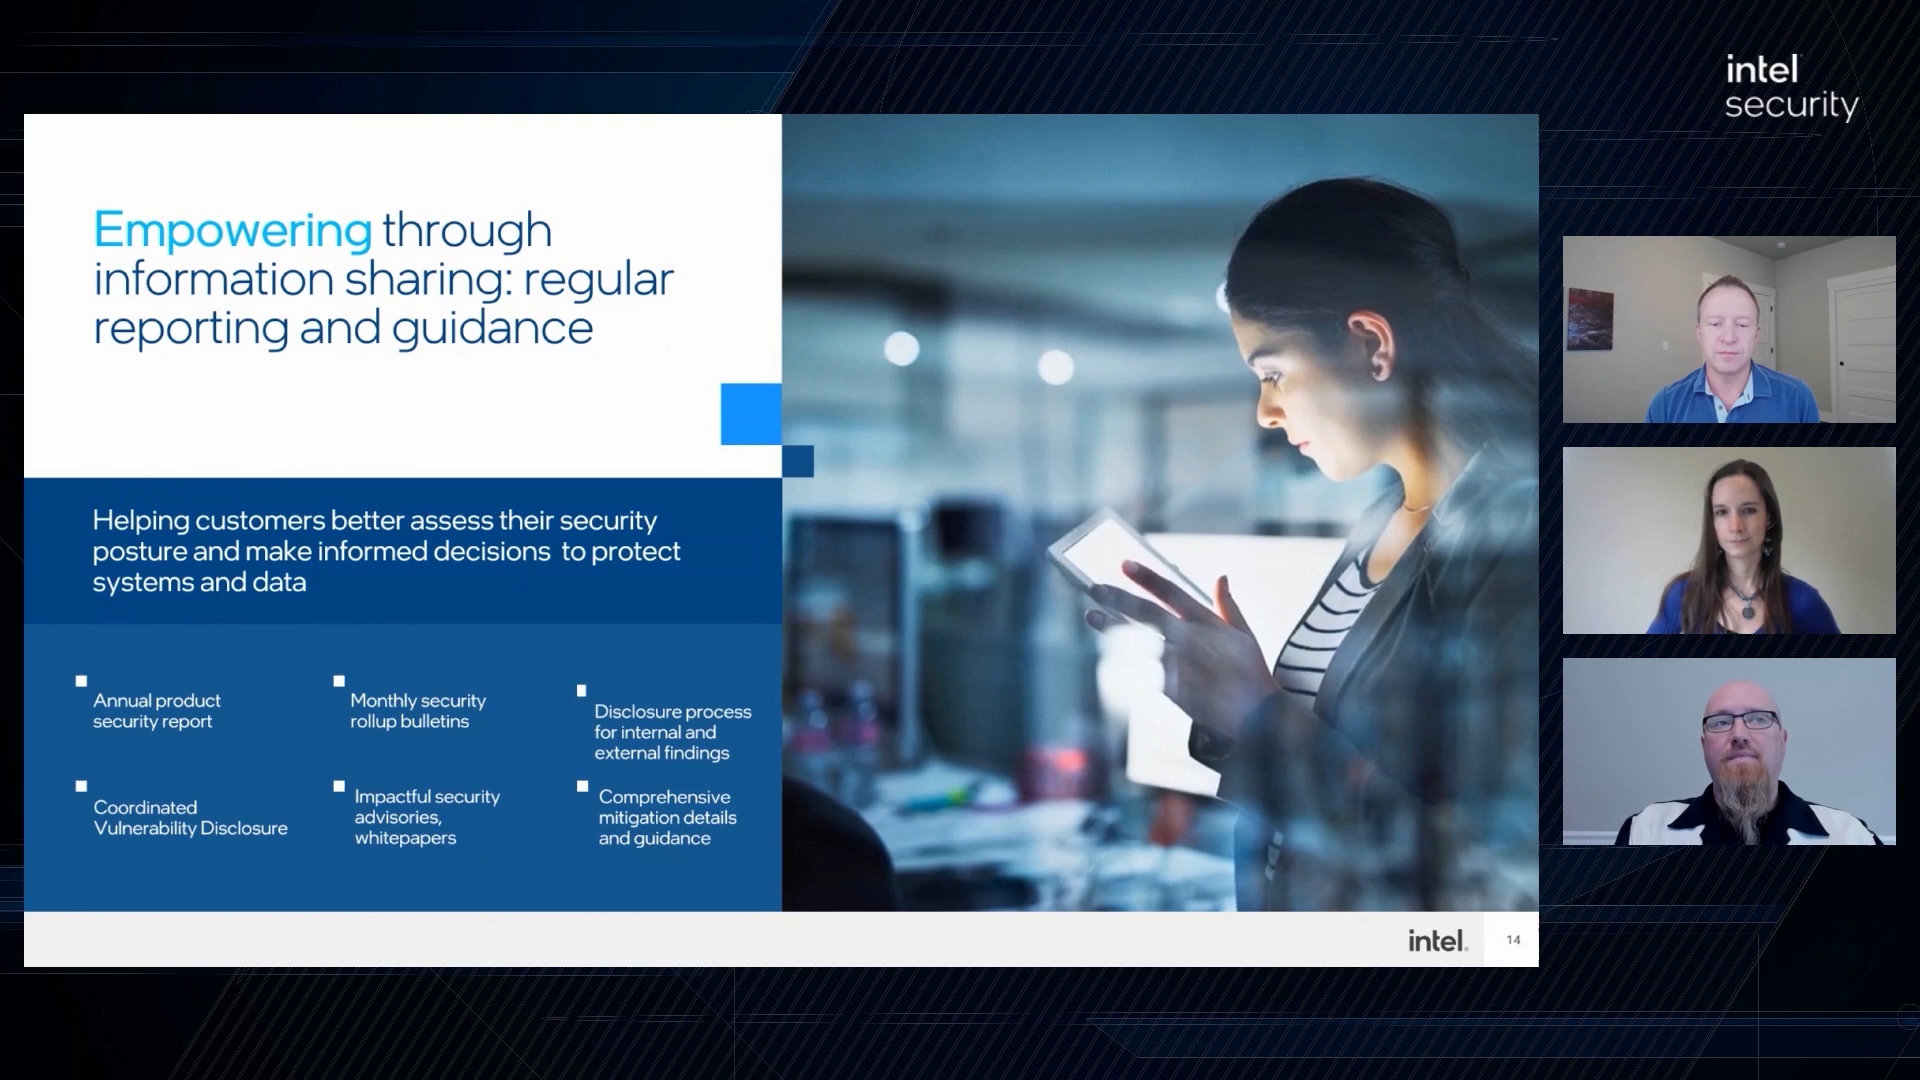 intel
security
Empowering through
information sharing: regular
reporting and guidance
Helping customers better assess their security
posture and make informed decisions to protect
systems and data
Annual product
security report
Monthly security
rollup bulletins
Disclosure process
for internal and
external findings
Coordinated
Vulnerability Disclosure
Impactful security
advisories,
whitepapers
Comprehensive
mitigation details
and guidance
intel.
14